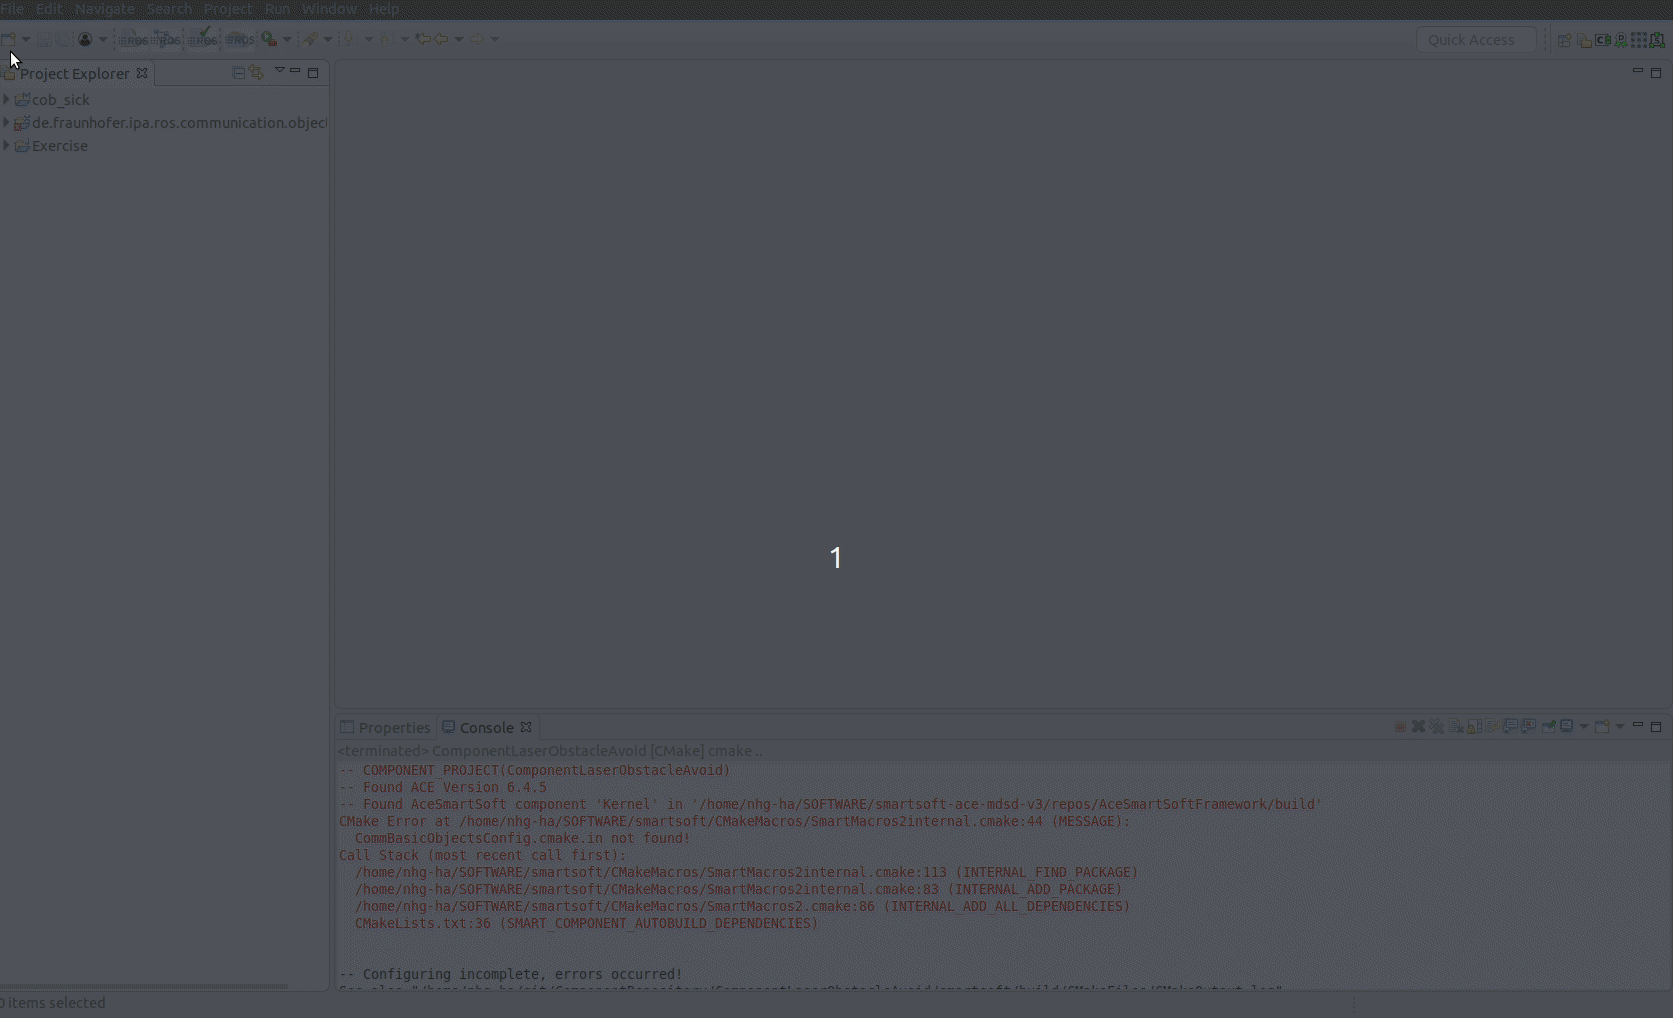 File Edit Navigate Search Project Run Window Help
Quick Access
Project Explorer
cob_sick
de.fraunhofer.ipa.ros.communication.objec
Exercise
1
Properties Console
<terminated> ComponentLaserObstacleAvoid [CMake] cmake ..
-- COMPONENT_PROJECT(ComponentLaserObstacleAvoid)
-- Found ACE Version 6.4.5
-- Found AceSmartSoft component 'Kernel' in '/home/nhg-ha/SOFTWARE/smartsoft-ace-mdsd-v3/repos/AceSmartSoftFramework/build'
CMake Error at /home/nhg-ha/SOFTWARE/smartsoft/CMakeMacros/SmartMacros2internal.cmake:44 (MESSAGE):
CommBasicObjectsConfig.cmake.in not found!
Call Stack (most recent call first):
/home/nhg-ha/SOFTWARE/smartsoft/CMakeMacros/SmartMacros2internal.cmake:113 (INTERNAL_FIND_PACKAGE)
/home/nhg-ha/SOFTWARE/smartsoft/CMakeMacros/SmartMacros2internal.cmake:83 (INTERNAL_ADD_PACKAGE)
/home/nhg-ha/SOFTWARE/smartsoft/CMakeMacros/SmartMacros2.cmake:86 (INTERNAL_ADD_ALL_DEPENDENCIES)
CMakeLists.txt:36 (SMART_COMPONENT_AUTOBUILD_DEPENDENCIES)
-- Configuring incomplete, errors occurred!
0 items selected